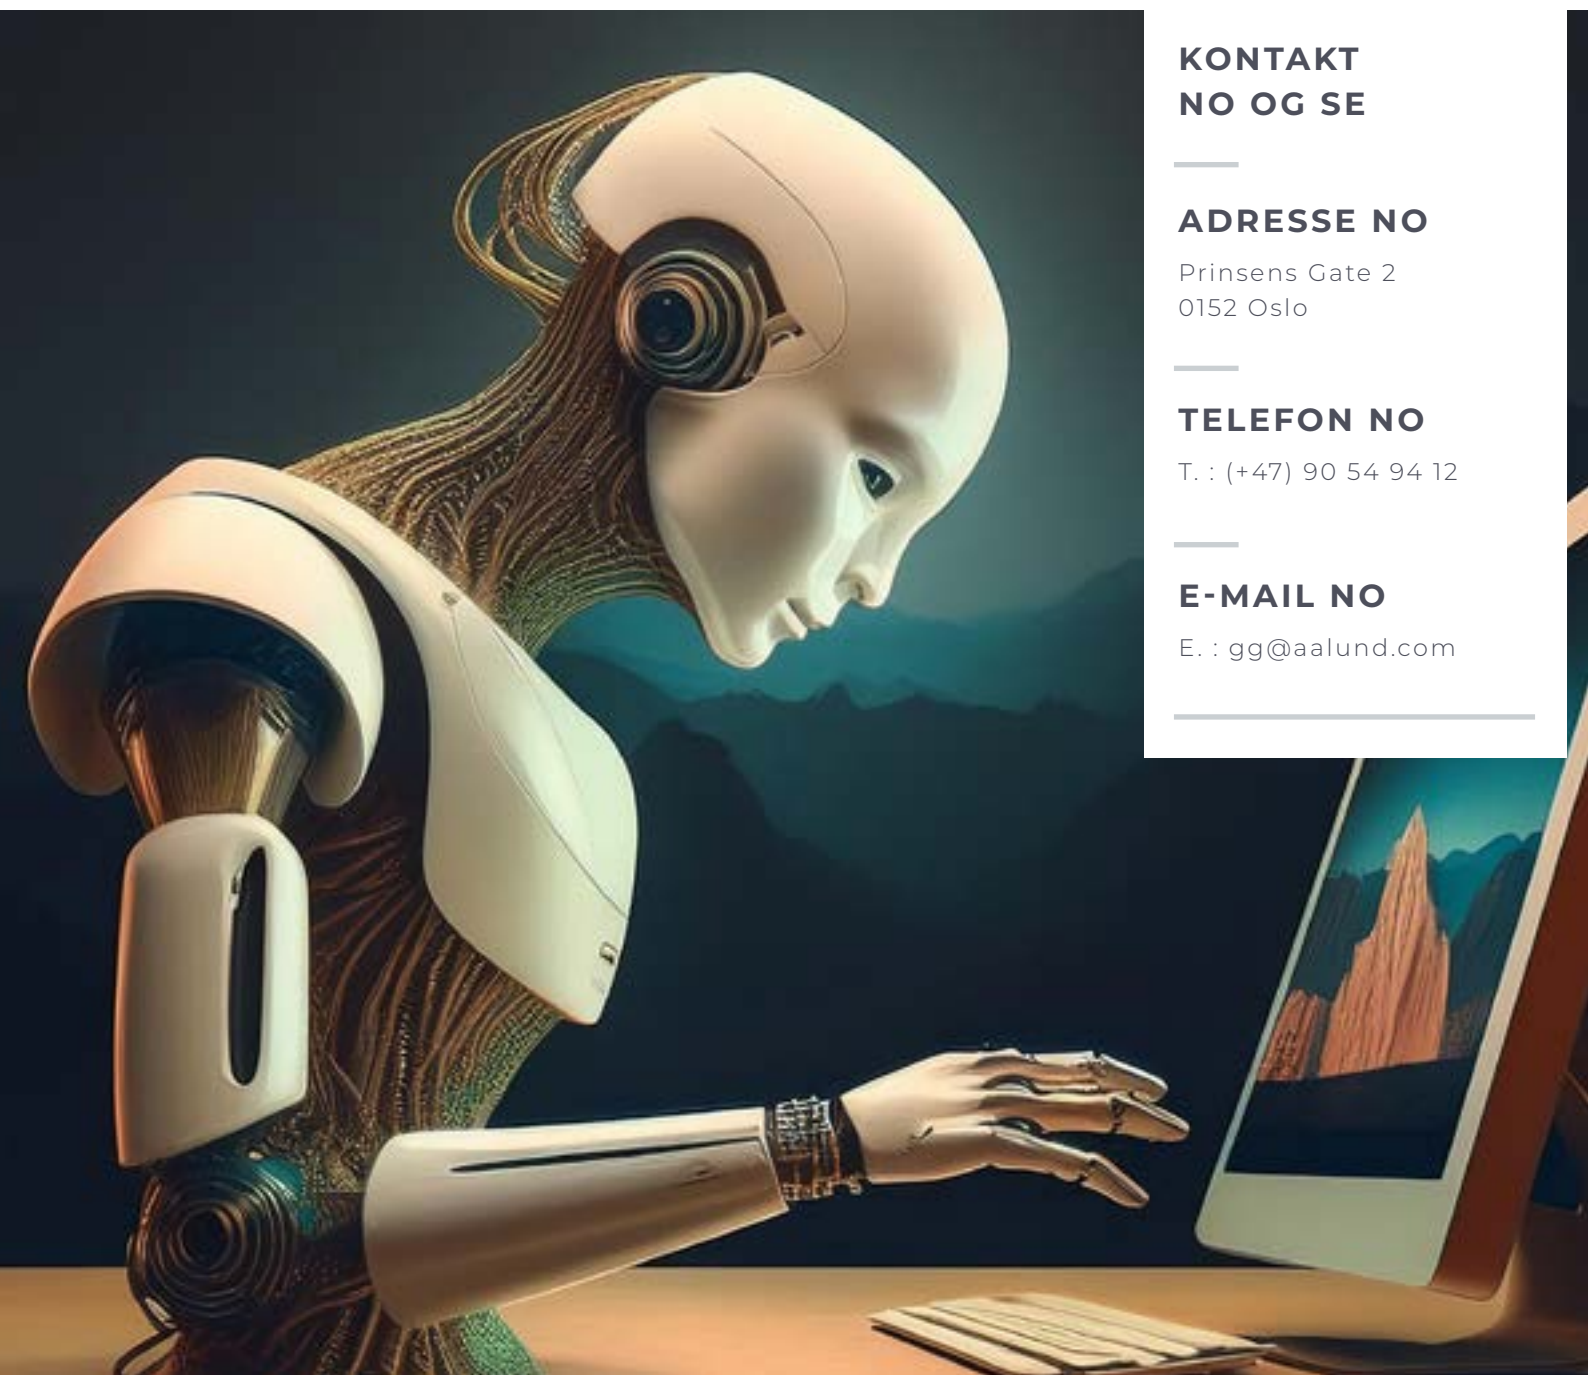 KONTAKT
NO OG SE
ADRESSE NO
Prinsens Gate 2
0152 Oslo
TELEFON NO
T. : (+47) 90 54 94 12
E-MAIL NO
E. : gg@aalund.com